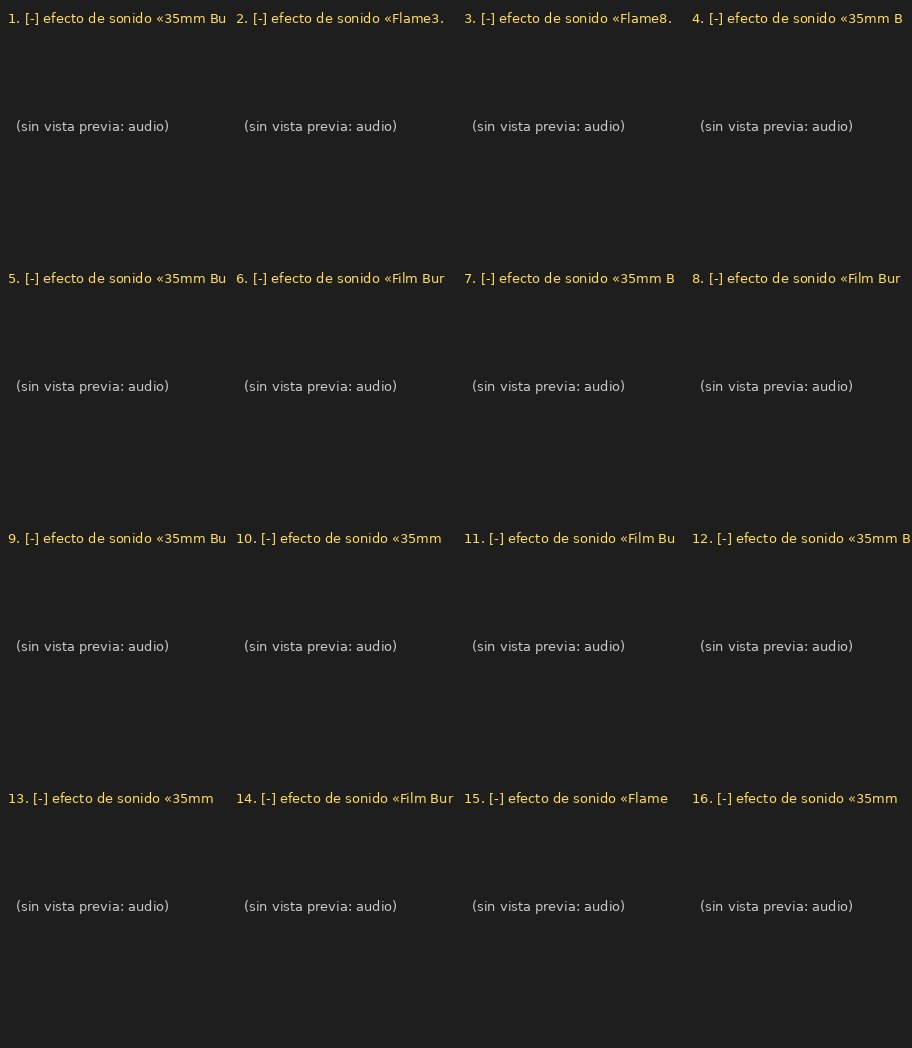 1. [-] efecto de sonido «35mm Bu
2. [-] efecto de sonido «Flame3.
3. [-] efecto de sonido «Flame8.
4. [-] efecto de sonido «35mm B
(sin vista previa: audio)
(sin vista previa: audio)
(sin vista previa: audio)
(sin vista previa: audio)
5. [-] efecto de sonido «35mm Bu
6. [-] efecto de sonido «Film Bur
7. [-] efecto de sonido «35mm B
8. [-] efecto de sonido «Film Bur
(sin vista previa: audio)
(sin vista previa: audio)
(sin vista previa: audio)
(sin vista previa: audio)
9. [-] efecto de sonido «35mm Bu
10. [-] efecto de sonido «35mm
11. [-] efecto de sonido «Film Bu
12. [-] efecto de sonido «35mm B
(sin vista previa: audio)
(sin vista previa: audio)
(sin vista previa: audio)
(sin vista previa: audio)
13. [-] efecto de sonido «35mm
14. [-] efecto de sonido «Film Bur
15. [-] efecto de sonido «Flame
16. [-] efecto de sonido «35mm
(sin vista previa: audio)
(sin vista previa: audio)
(sin vista previa: audio)
(sin vista previa: audio)